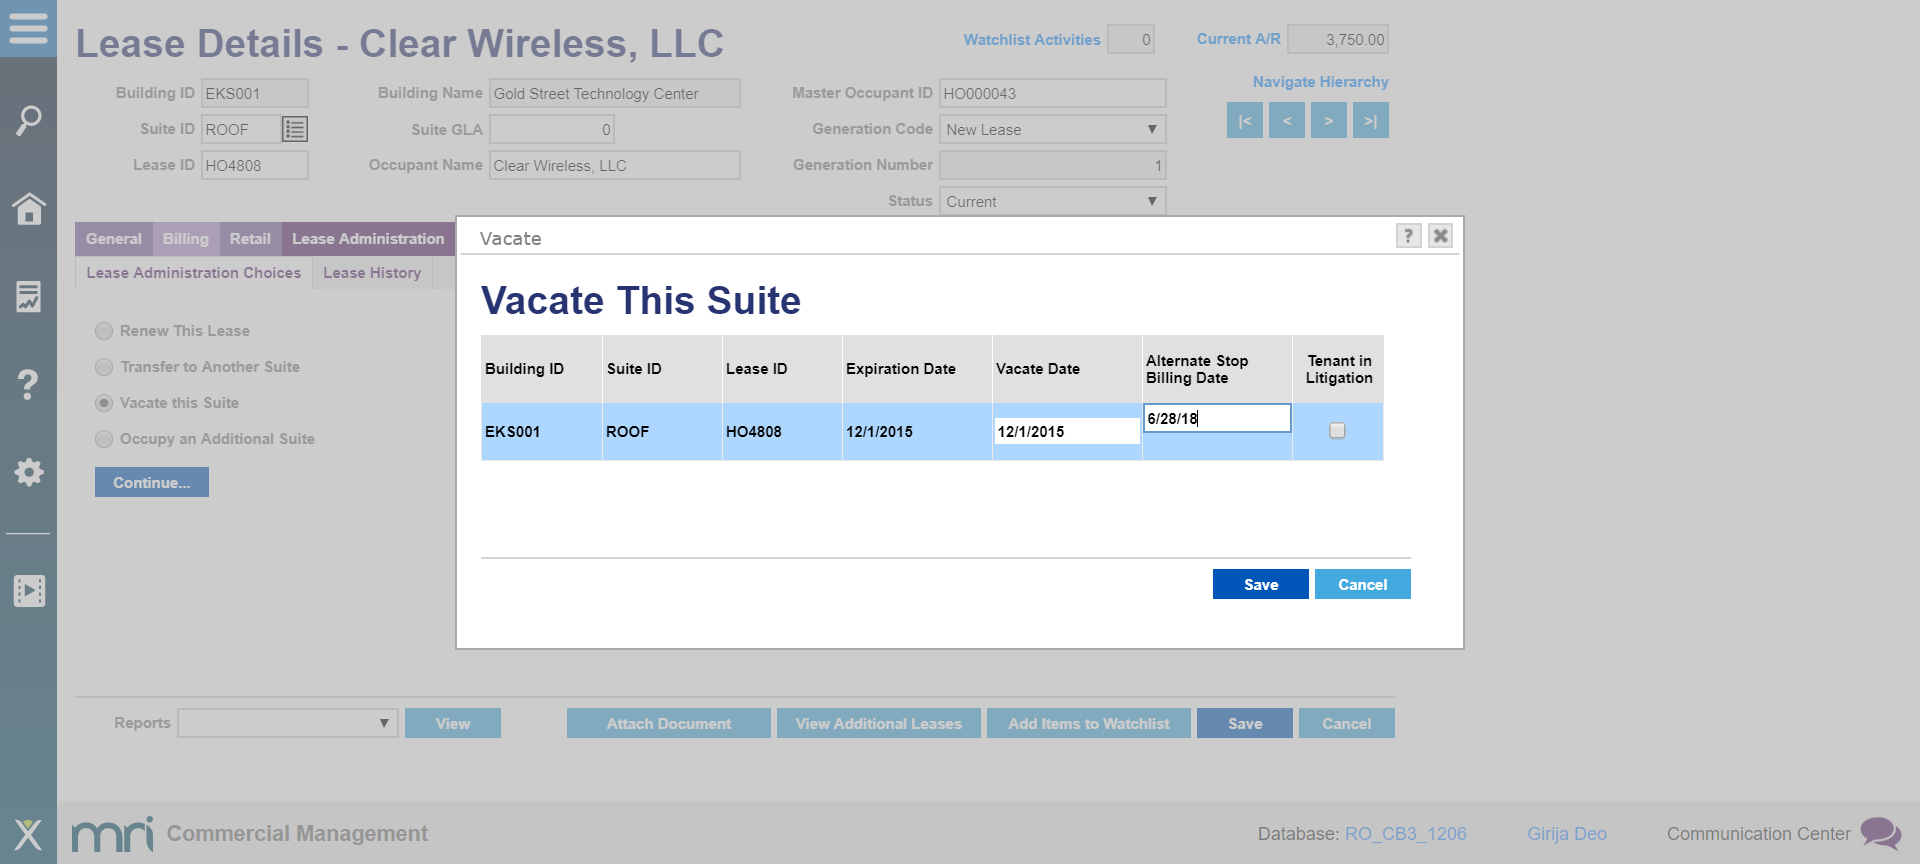 Lease Details - Clear Wireless, LLC
Watchlist Activities 0 Current A/R 3,750.00
Navigate Hierarchy
|< < > >|
Building ID EKS001 Building Name Gold Street Technology Center Master Occupant ID HO000043
Suite ID ROOF Suite GLA 0 Generation Code New Lease
Lease ID HO4808 Occupant Name Clear Wireless, LLC Generation Number 1
Status Current
General Billing Retail Lease Administration
Lease Administration Choices Lease History
Renew This Lease
Transfer to Another Suite
Vacate this Suite
Occupy an Additional Suite
Continue...
Vacate ?
Vacate This Suite
Building ID Suite ID Lease ID Expiration Date Vacate Date Alternate Stop Billing Date Tenant in Litigation
EKS001 ROOF HO4808 12/1/2015 12/1/2015 6/28/18
Save Cancel
Reports View Attach Document View Additional Leases Add Items to Watchlist Save Cancel
mri Commercial Management Database: RO_CB3_1206 Girija Deo Communication Center